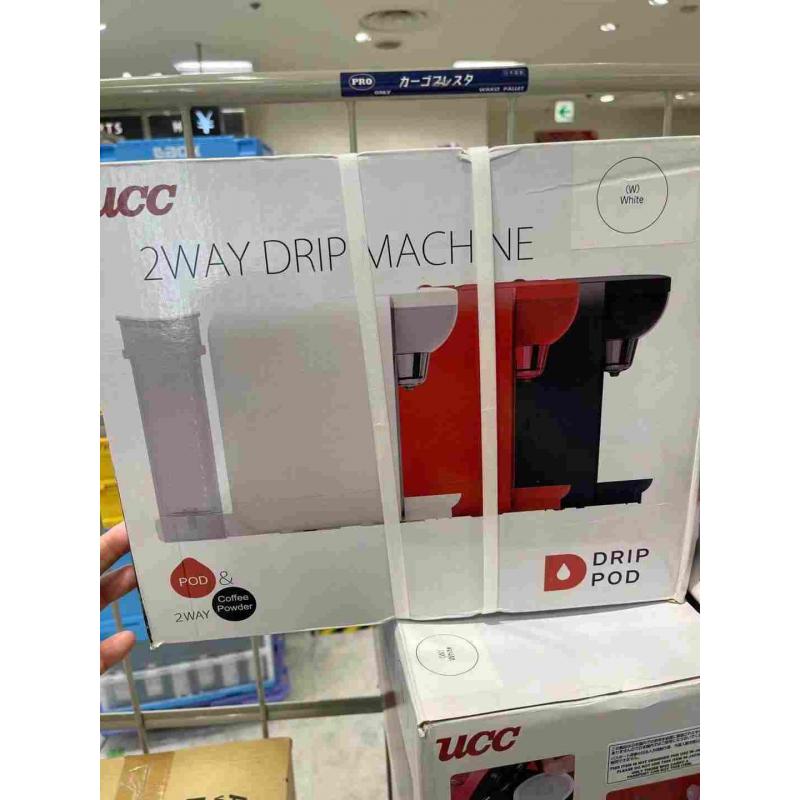 PRO
ONLY
カーゴプレスタ
WAKO PALLET
¥
UCC
(W)
White
2WAY DRIP MACHINE
POD
&
2WAY
Coffee
Powder
D
DRIP
POD
(W)
White
UCC